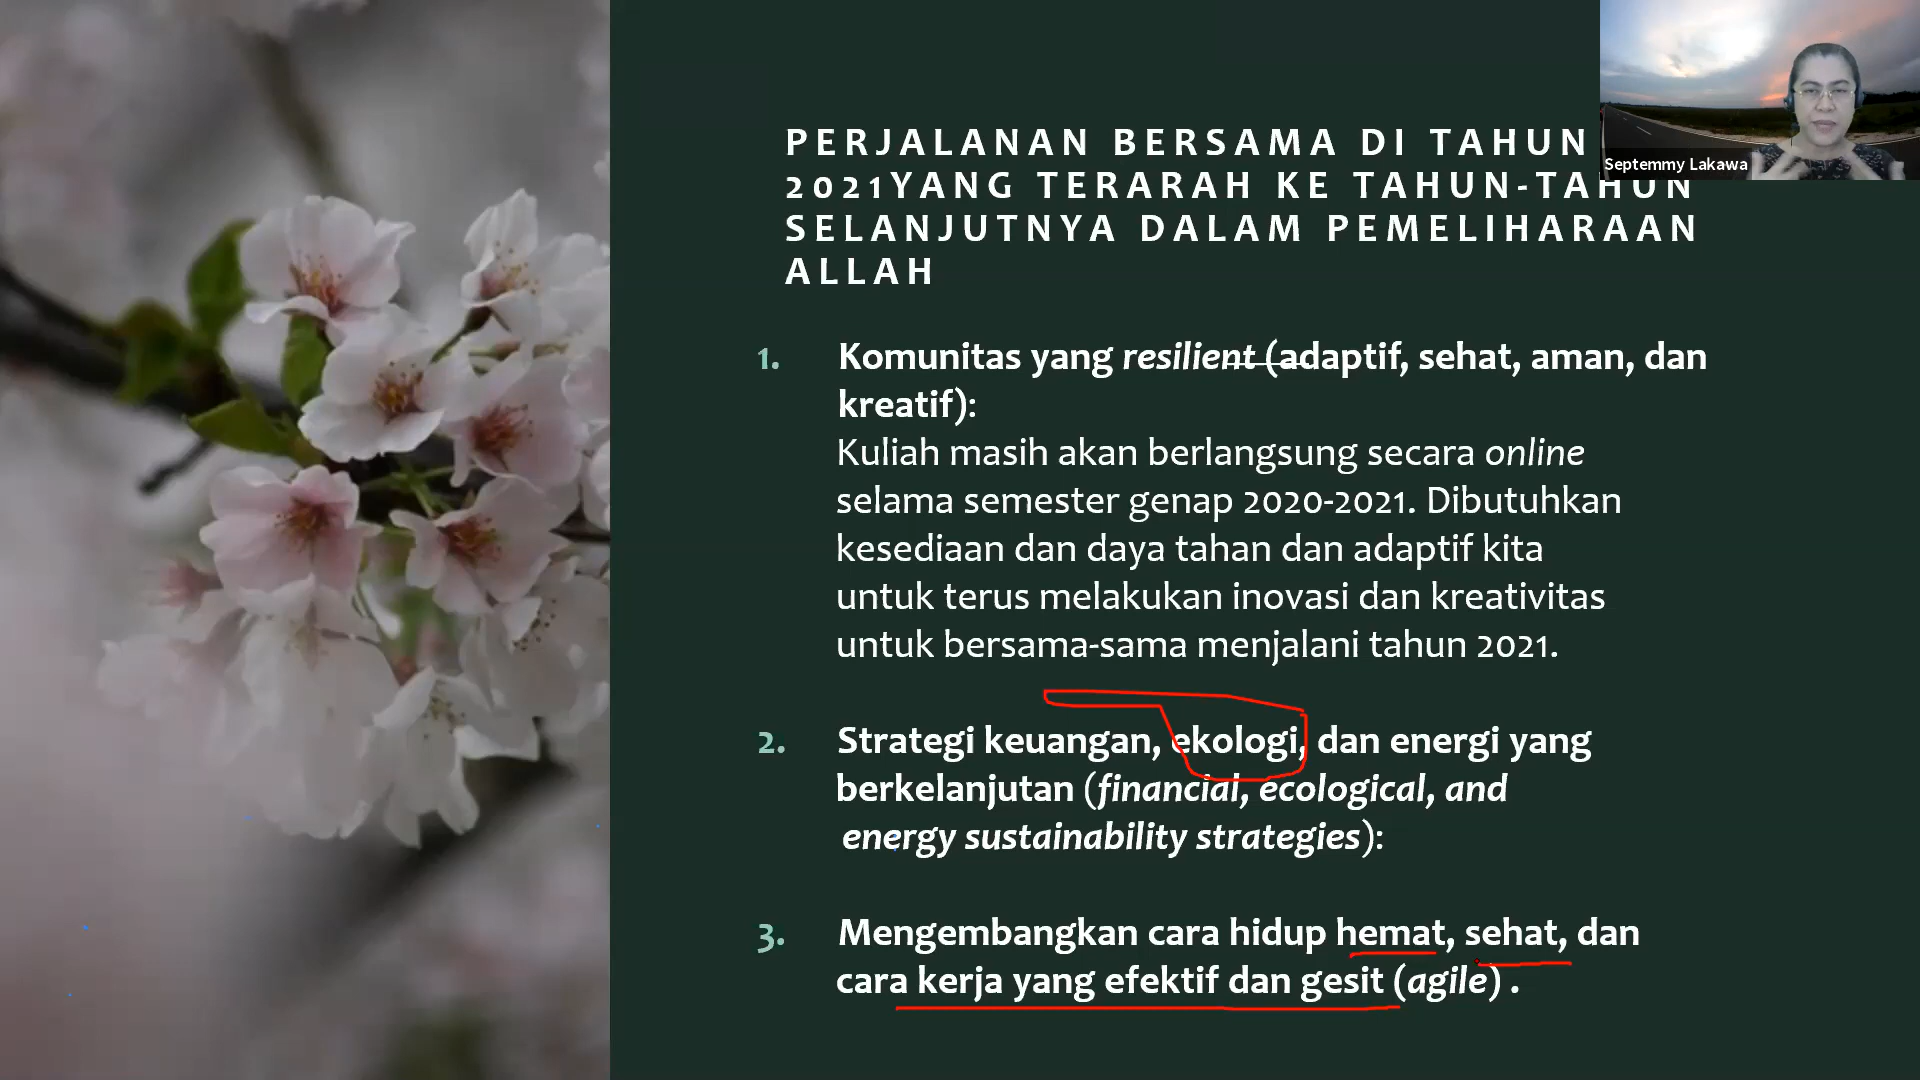 PERJALANAN BERSAMA DI TAHUN
2021YANG TERARAH KE TAHUN-TAHUN
SELANJUTNYA DALAM PEMELIHARAAN
ALLAH
Septemmy Lakawa
1. Komunitas yang resilient (adaptif, sehat, aman, dan
kreatif):
Kuliah masih akan berlangsung secara online
selama semester genap 2020-2021. Dibutuhkan
kesediaan dan daya tahan dan adaptif kita
untuk terus melakukan inovasi dan kreativitas
untuk bersama-sama menjalani tahun 2021.
2. Strategi keuangan, ekologi, dan energi yang
berkelanjutan (financial, ecological, and
energy sustainability strategies):
3. Mengembangkan cara hidup hemat, sehat, dan
cara kerja yang efektif dan gesit (agile) .